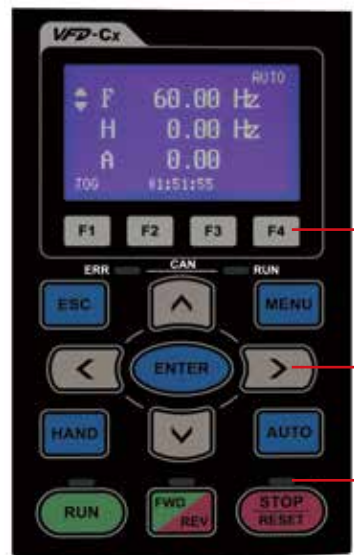 VFD-Cx
AUTO
F 60.00 Hz
H 0.00 Hz
A 0.00
TOG 01:51:55
F1 F2 F3 F4
ERR CAN RUN
ESC MENU
ENTER
HAND AUTO
RUN FWD REV STOP RESET